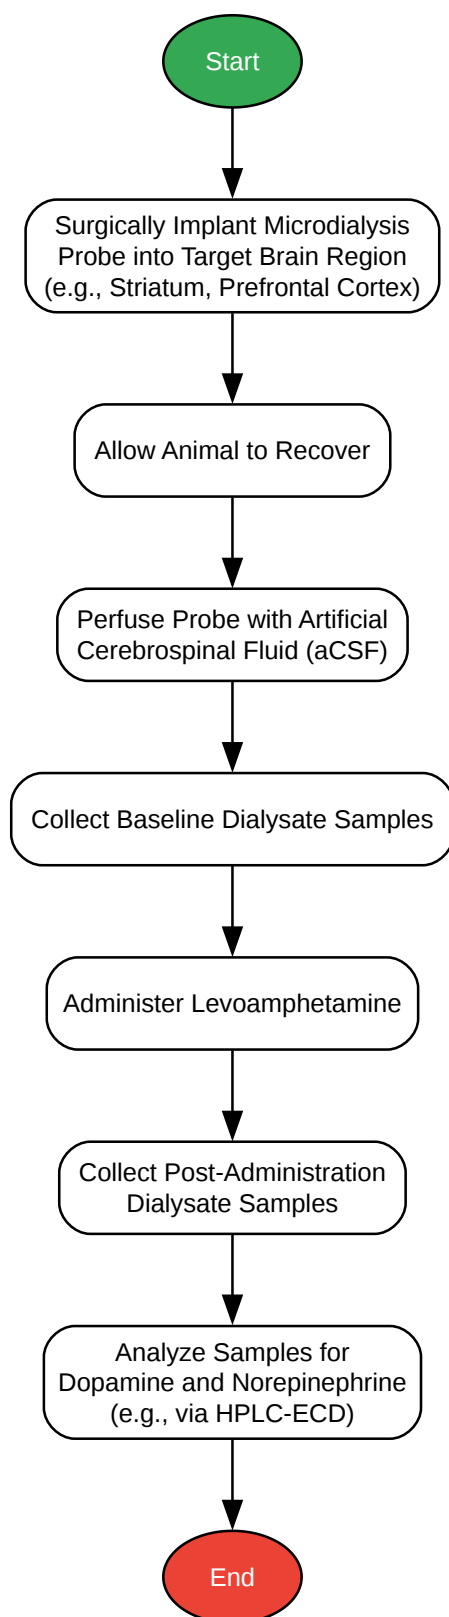 Start
Surgically Implant Microdialysis
Probe into Target Brain Region
(e.g., Striatum, Prefrontal Cortex)
Allow Animal to Recover
Perfuse Probe with Artificial
Cerebrospinal Fluid (aCSF)
Collect Baseline Dialysate Samples
Administer Levoamphetamine
Collect Post-Administration
Dialysate Samples
Analyze Samples for
Dopamine and Norepinephrine
(e.g., via HPLC-ECD)
End